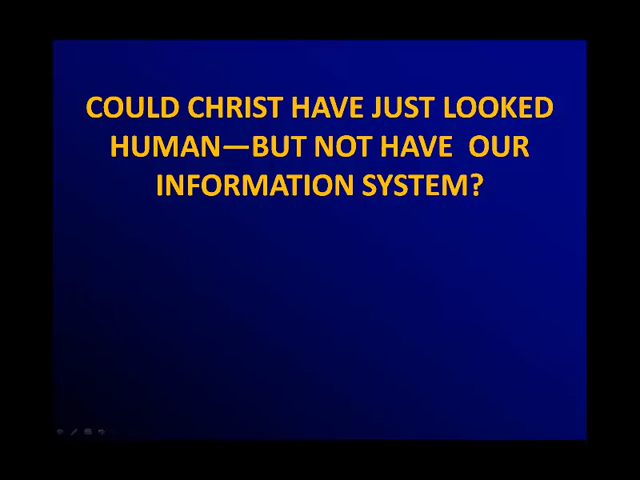 COULD CHRIST HAVE JUST LOOKED
HUMAN—BUT NOT HAVE OUR
INFORMATION SYSTEM?